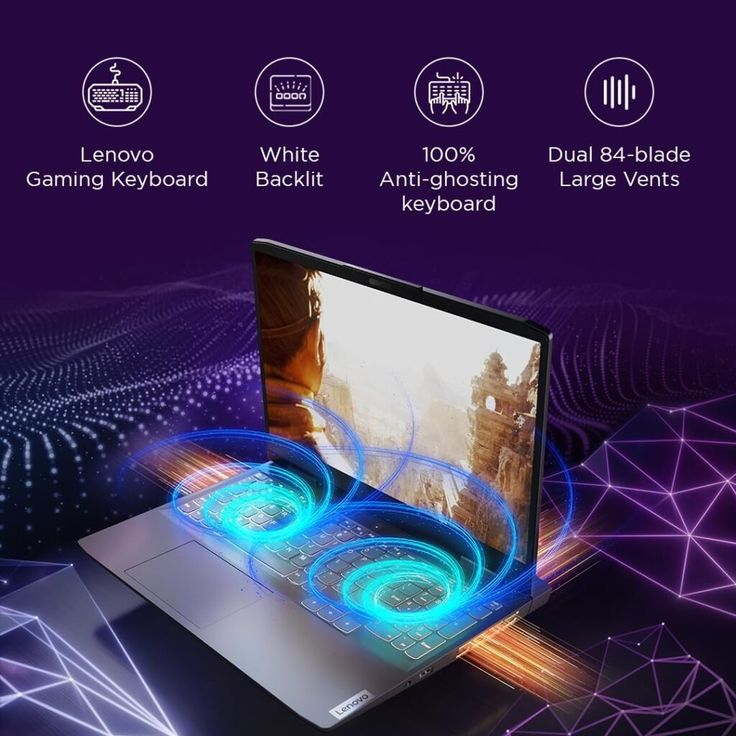 Lenovo
Gaming Keyboard
White
Backlit
100%
Anti-ghosting
keyboard
Dual 84-blade
Large Vents
Lenovo